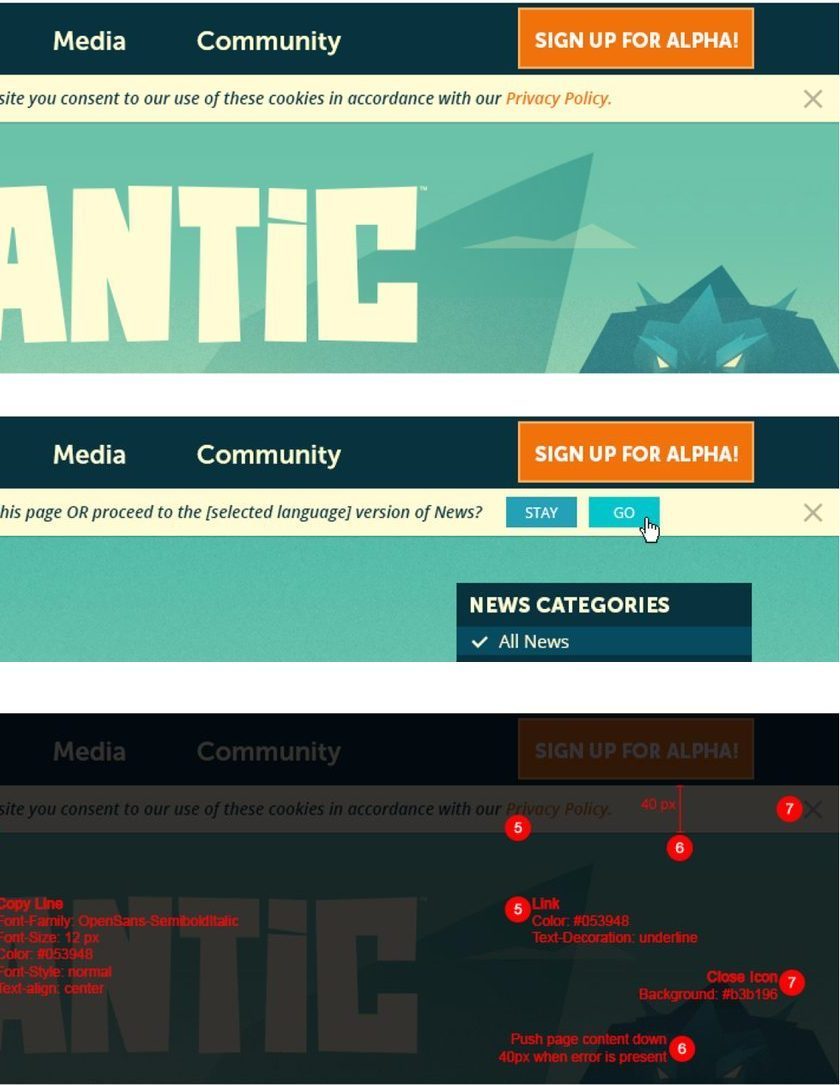 Media Community SIGN UP FOR ALPHA!
site you consent to our use of these cookies in accordance with our Privacy Policy.
ANTiC™
Media Community SIGN UP FOR ALPHA!
his page OR proceed to the [selected language] version of News? STAY GO
NEWS CATEGORIES
All News
Media Community SIGN UP FOR ALPHA!
site you consent to our use of these cookies in accordance with our Privacy Policy.
40 px
7
5
6
ANTiC
Copy Line
Font-Family: OpenSans-SemiboldItalic
Font-Size: 12 px
Color: #053948
Font-Style: normal
Text-align: center
5 Link
Color: #053948
Text-Decoration: underline
Close Icon 7
Background: #b3b196
Push page content down
40px when error is present 6